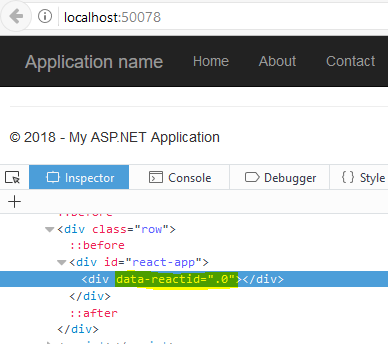 localhost:50078
Application name Home About Contact
© 2018 - My ASP.NET Application
Inspector Console Debugger { } Style
+
::before
<div class="row">
::before
<div id="react-app">
<div data-reactid=".0"></div>
</div>
::after
</div>